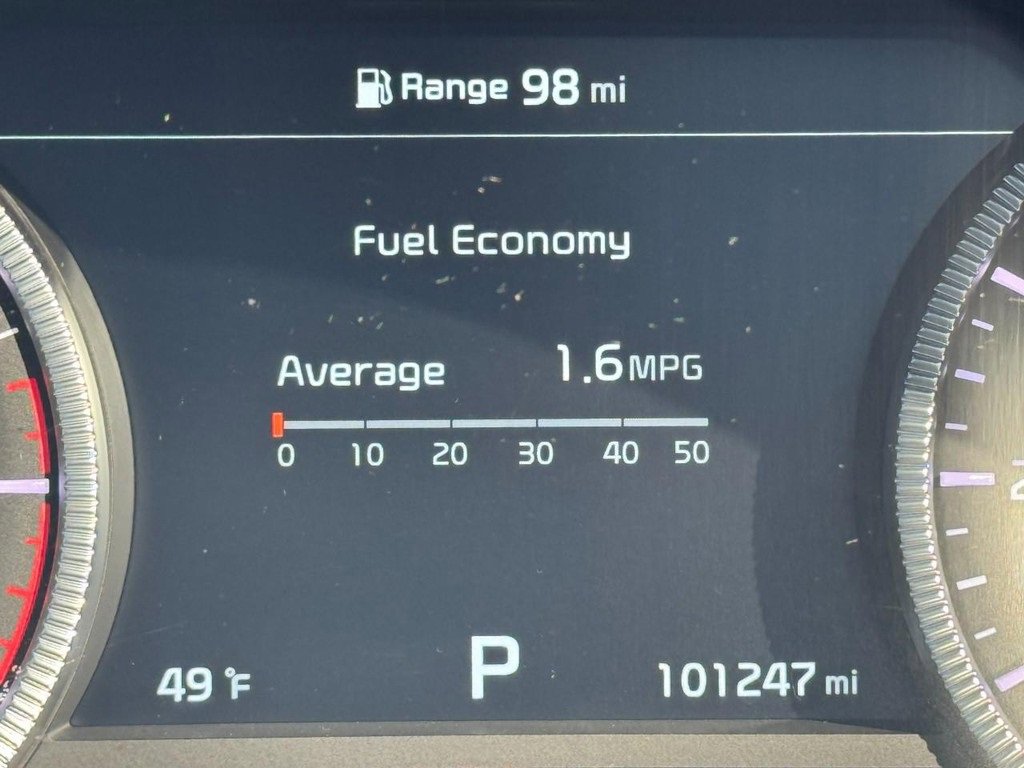 Range 98 mi
Fuel Economy
Average 1.6 MPG
0 10 20 30 40 50
P
49 °F 101247 mi